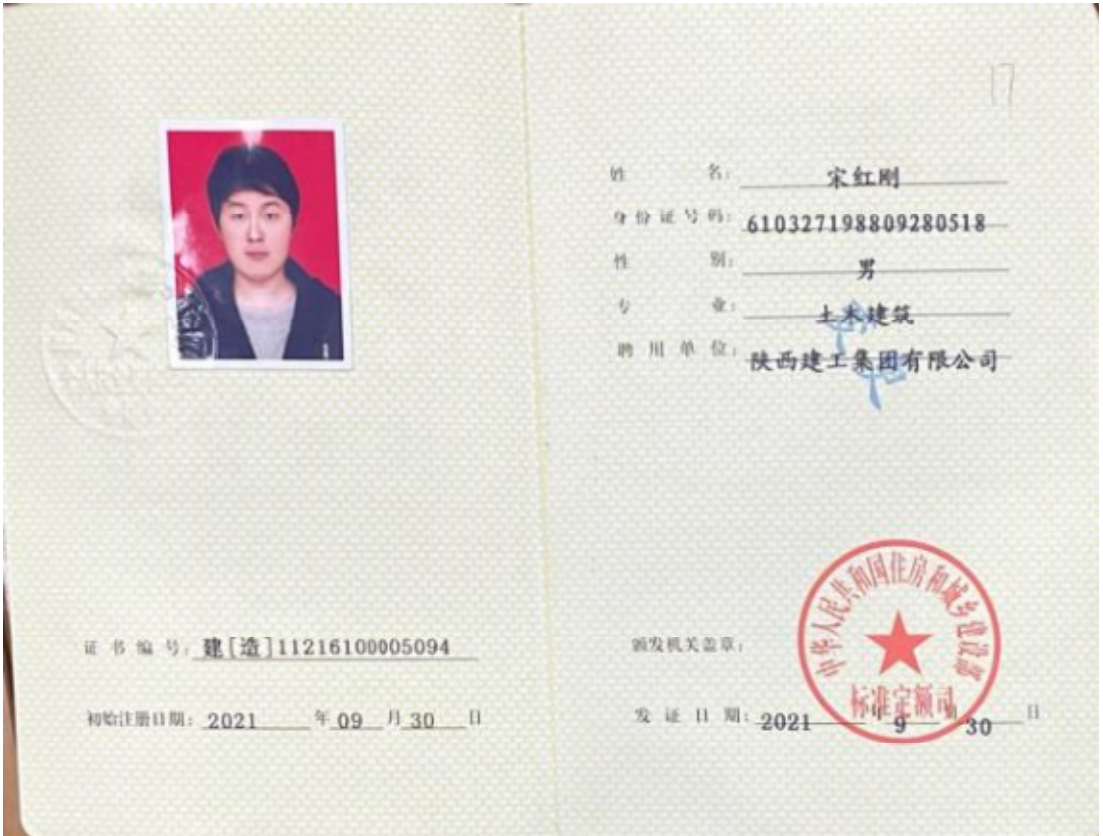 证书编号: 建[造]11216100005094
初始注册日期: 2021 年 09 月 30 日
17
姓 名: 宋红刚
身份证号码: 610327198809280518
性 别: 男
专 业: 土木建筑
聘用单位: 陕西建工集团有限公司
颁发机关盖章:
中华人民共和国住房和城乡建设部
标准定额司
发证日期: 2021 年 9 月 30 日